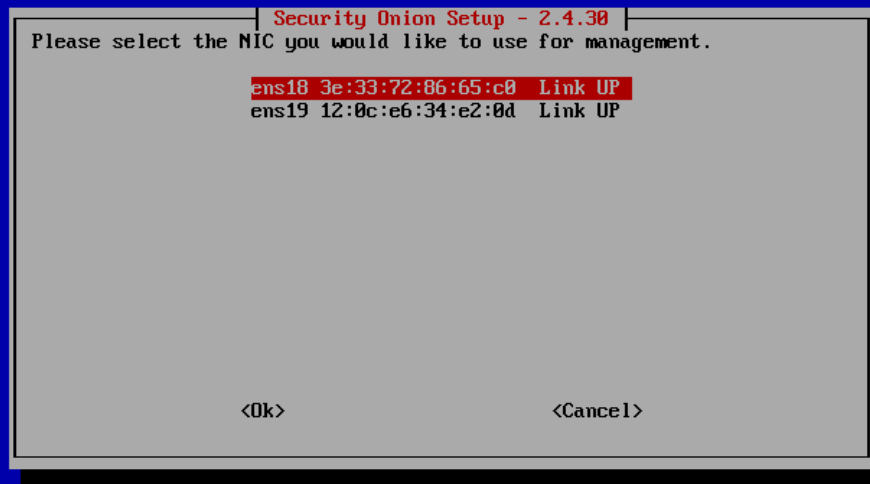 Security Onion Setup - 2.4.30
Please select the NIC you would like to use for management.
ens18 3e:33:72:86:65:c0 Link UP
ens19 12:0c:e6:34:e2:0d Link UP
<Ok> <Cancel>